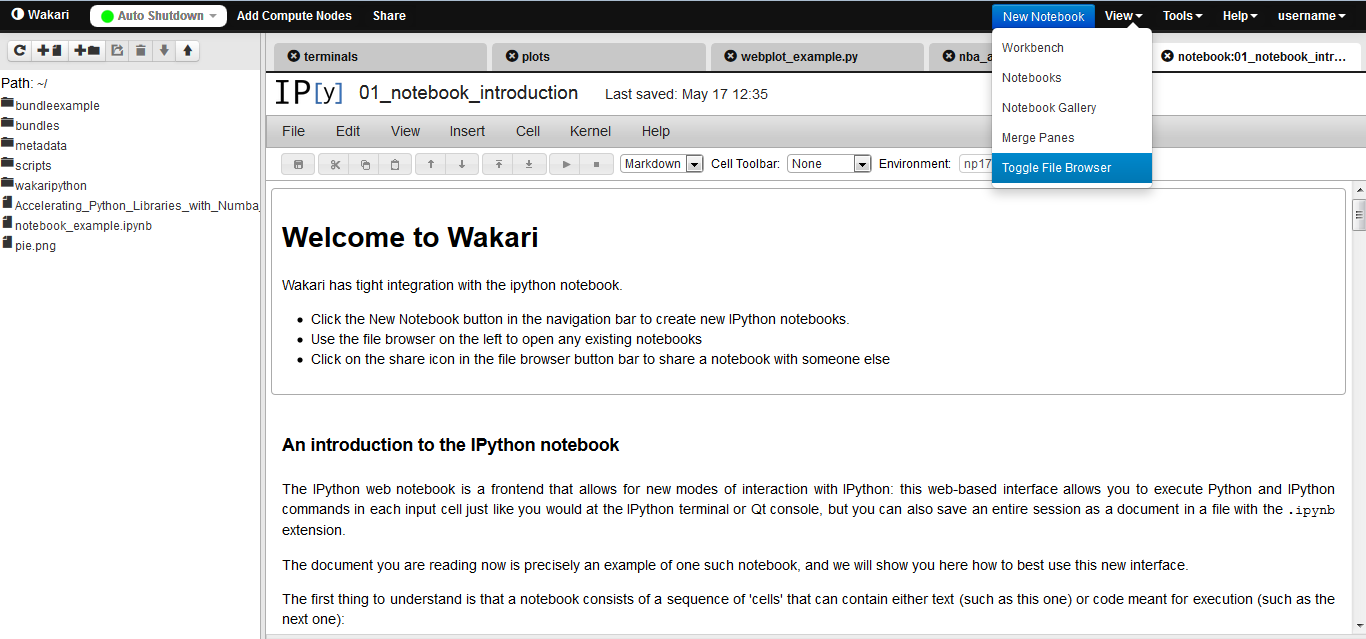 Wakari Auto Shutdown Add Compute Nodes Share New Notebook View Tools Help username
Path: ~/
bundleexample
bundles
metadata
scripts
wakaripython
Accelerating_Python_Libraries_with_Numba_
notebook_example.ipynb
pie.png
Workbench
Notebooks
Notebook Gallery
Merge Panes
Toggle File Browser
terminals plots webplot_example.py nba_a notebook:01_notebook_intr...
IP[y] 01_notebook_introduction Last saved: May 17 12:35
File Edit View Insert Cell Kernel Help
Markdown Cell Toolbar: None Environment: np17
Welcome to Wakari
Wakari has tight integration with the ipython notebook.
• Click the New Notebook button in the navigation bar to create new IPython notebooks.
• Use the file browser on the left to open any existing notebooks
• Click on the share icon in the file browser button bar to share a notebook with someone else
An introduction to the IPython notebook
The IPython web notebook is a frontend that allows for new modes of interaction with IPython: this web-based interface allows you to execute Python and IPython
commands in each input cell just like you would at the IPython terminal or Qt console, but you can also save an entire session as a document in a file with the .ipynb
extension.
The document you are reading now is precisely an example of one such notebook, and we will show you here how to best use this new interface.
The first thing to understand is that a notebook consists of a sequence of 'cells' that can contain either text (such as this one) or code meant for execution (such as the
next one):